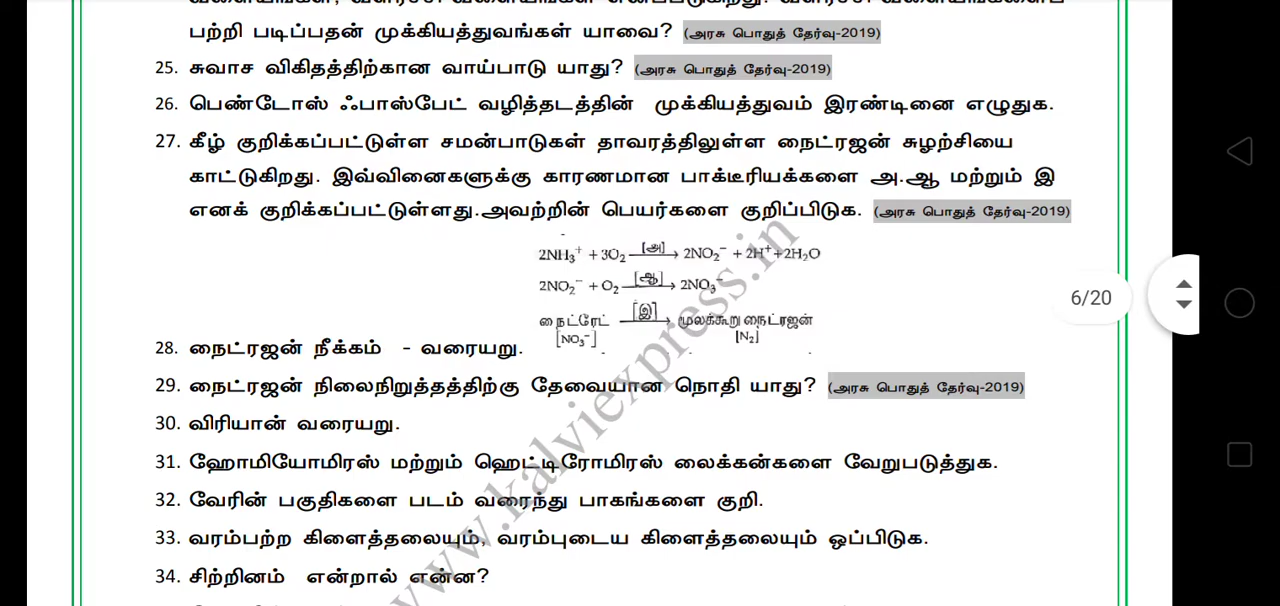 பற்றி படிப்பதன் முக்கியத்துவங்கள் யாவை? (அரசு பொதுத் தேர்வு-2019)
25. சுவாச விகிதத்திற்கான வாய்பாடு யாது? (அரசு பொதுத் தேர்வு-2019)
26. பெண்டோஸ் ஃபாஸ்பேட் வழித்தடத்தின் முக்கியத்துவம் இரண்டினை எழுதுக.
27. கீழ் குறிக்கப்பட்டுள்ள சமன்பாடுகள் தாவரத்திலுள்ள நைட்ரஜன் சுழற்சியை
காட்டுகிறது. இவ்வினைகளுக்கு காரணமான பாக்டீரியக்களை அ.ஆ மற்றும் இ
எனக் குறிக்கப்பட்டுள்ளது.அவற்றின் பெயர்களை குறிப்பிடுக. (அரசு பொதுத் தேர்வு-2019)
2NH₃⁺ + 3O₂ —[அ]→ 2NO₂⁻ + 2H⁺+2H₂O
2NO₂⁻ + O₂ —[ஆ]→ 2NO₃⁻
நைட்ரேட் —[இ]→ மூலக்கூறு நைட்ரஜன்
[NO₃⁻] [N₂]
6/20
28. நைட்ரஜன் நீக்கம் - வரையறு.
29. நைட்ரஜன் நிலைநிறுத்தத்திற்கு தேவையான நொதி யாது? (அரசு பொதுத் தேர்வு-2019)
30. விரியான் வரையறு.
31. ஹோமியோமிரஸ் மற்றும் ஹெட்டிரோமிரஸ் லைக்கன்களை வேறுபடுத்துக.
32. வேரின் பகுதிகளை படம் வரைந்து பாகங்களை குறி.
33. வரம்பற்ற கிளைத்தலையும், வரம்புடைய கிளைத்தலையும் ஒப்பிடுக.
34. சிற்றினம் என்றால் என்ன?
www.kalviexpress.in